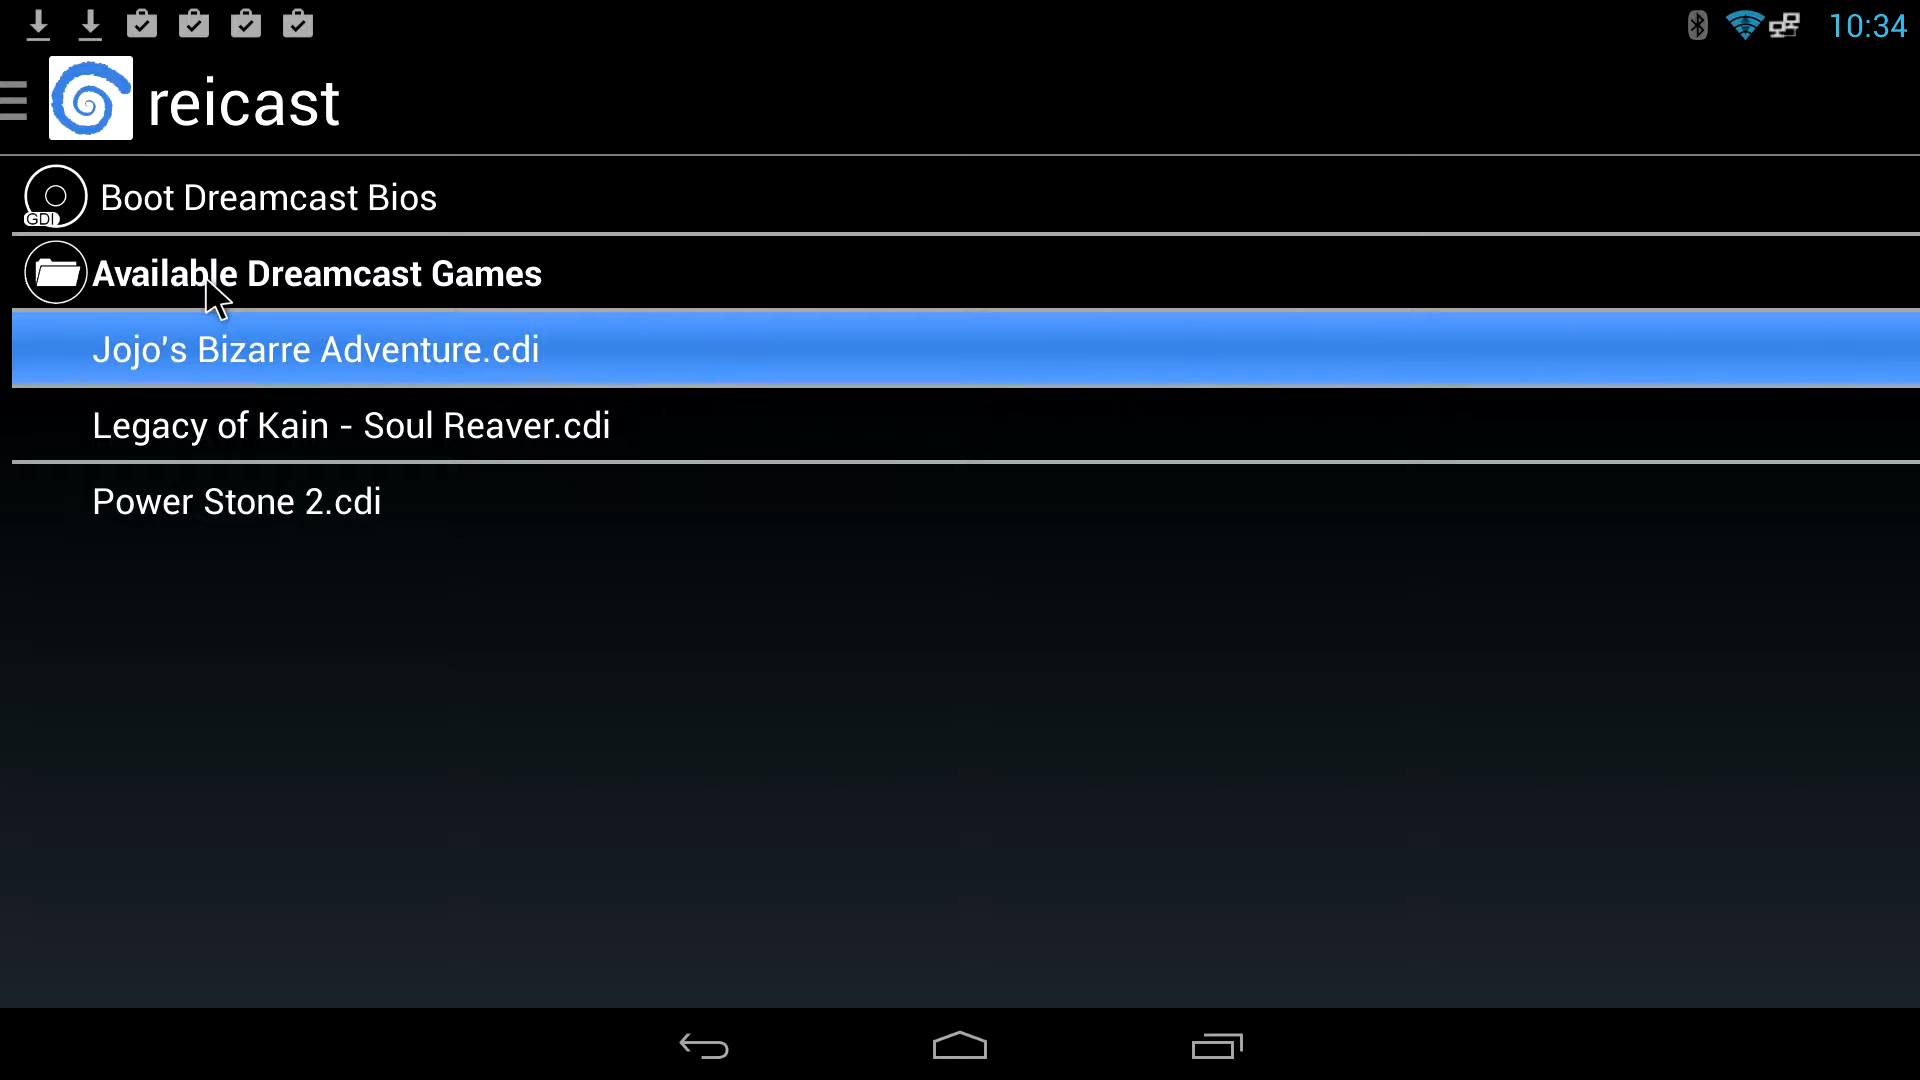 10:34
reicast
GDI
Boot Dreamcast Bios
Available Dreamcast Games
Jojo's Bizarre Adventure.cdi
Legacy of Kain - Soul Reaver.cdi
Power Stone 2.cdi